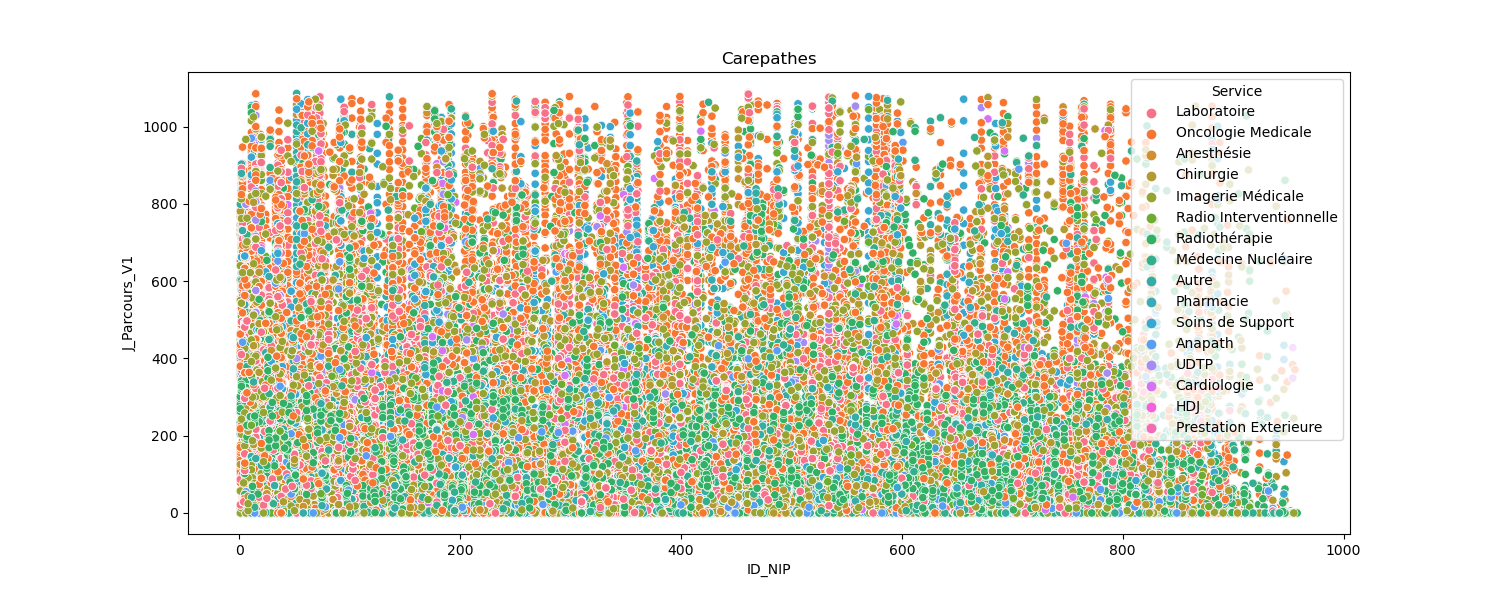 Carepathes
Service
Laboratoire
Oncologie Medicale
Anesthésie
Chirurgie
Imagerie Médicale
Radio Interventionnelle
Radiothérapie
Médecine Nucléaire
Autre
Pharmacie
Soins de Support
Anapath
UDTP
Cardiologie
HDJ
Prestation Exterieure
J_Parcours_V1
1000
800
600
400
200
0
0 200 400 600 800 1000
ID_NIP